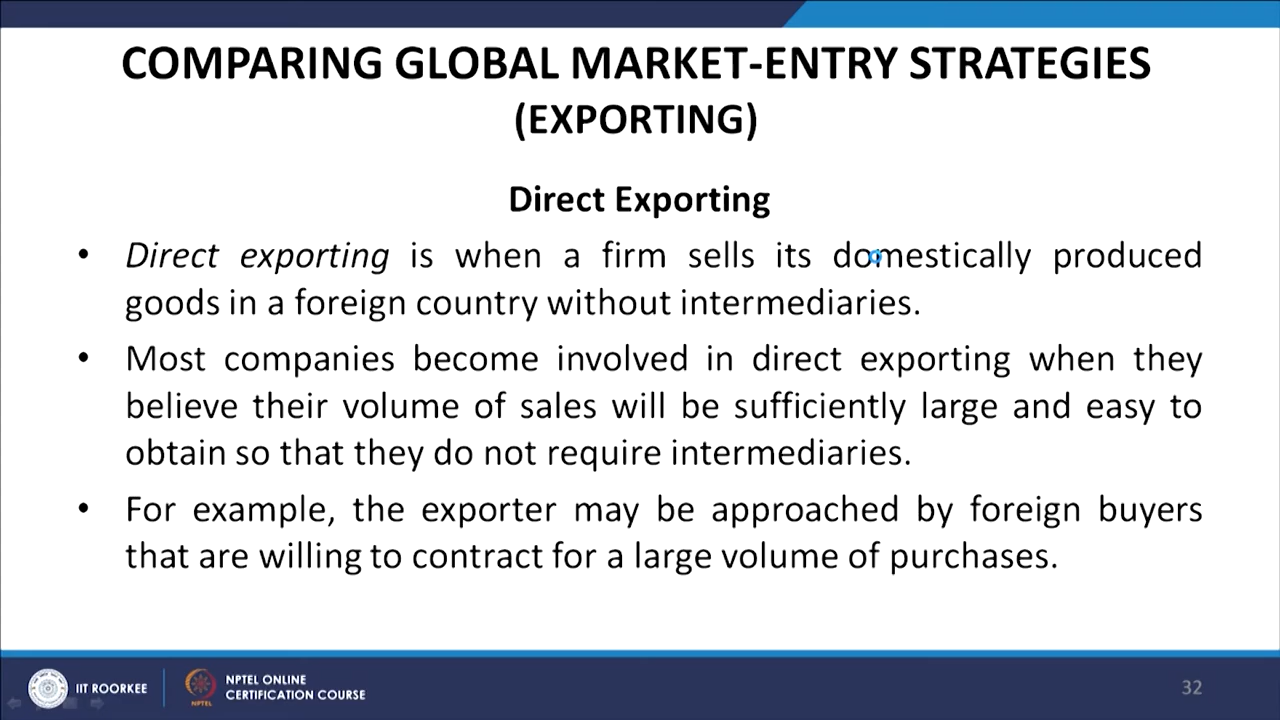 COMPARING GLOBAL MARKET-ENTRY STRATEGIES
(EXPORTING)
Direct Exporting
• Direct exporting is when a firm sells its domestically produced
goods in a foreign country without intermediaries.
• Most companies become involved in direct exporting when they
believe their volume of sales will be sufficiently large and easy to
obtain so that they do not require intermediaries.
• For example, the exporter may be approached by foreign buyers
that are willing to contract for a large volume of purchases.
IIT ROORKEE
NPTEL
NPTEL ONLINE
CERTIFICATION COURSE
32